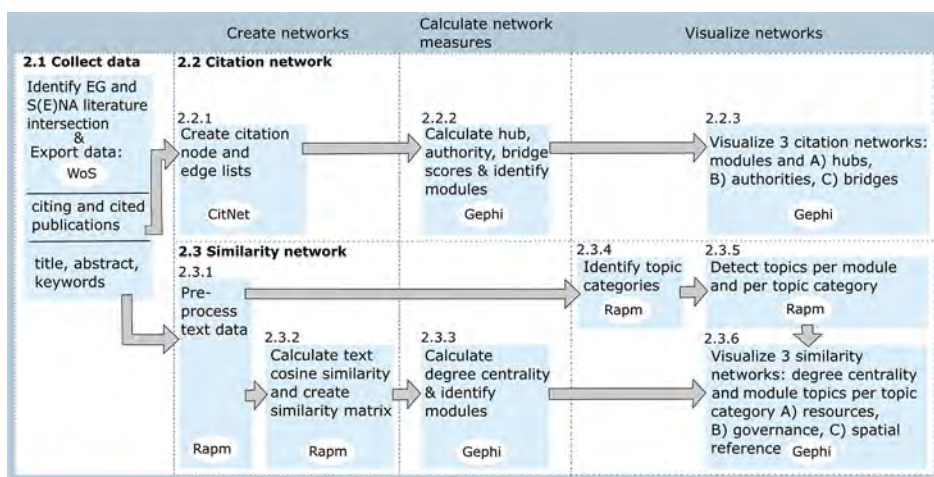 Create networks
Calculate network
measures
Visualize networks
2.1 Collect data
Identify EG and
S(E)NA literature
intersection
&
Export data:
WoS
citing and cited
publications
title, abstract,
keywords
2.2 Citation network
2.2.1
Create citation
node and
edge lists
CitNet
2.2.2
Calculate hub,
authority, bridge
scores & identify
modules
Gephi
2.2.3
Visualize 3 citation networks:
modules and A) hubs,
B) authorities, C) bridges
Gephi
2.3 Similarity network
2.3.1
Pre-
process
text data
Rapm
2.3.2
Calculate text
cosine similarity
and create
similarity matrix
Rapm
2.3.3
Calculate
degree centrality
& identify
modules
Gephi
2.3.4
Identify topic
categories
Rapm
2.3.5
Detect topics per module
and per topic category
Rapm
2.3.6
Visualize 3 similarity
networks: degree centrality
and module topics per topic
category A) resources,
B) governance, C) spatial
reference Gephi